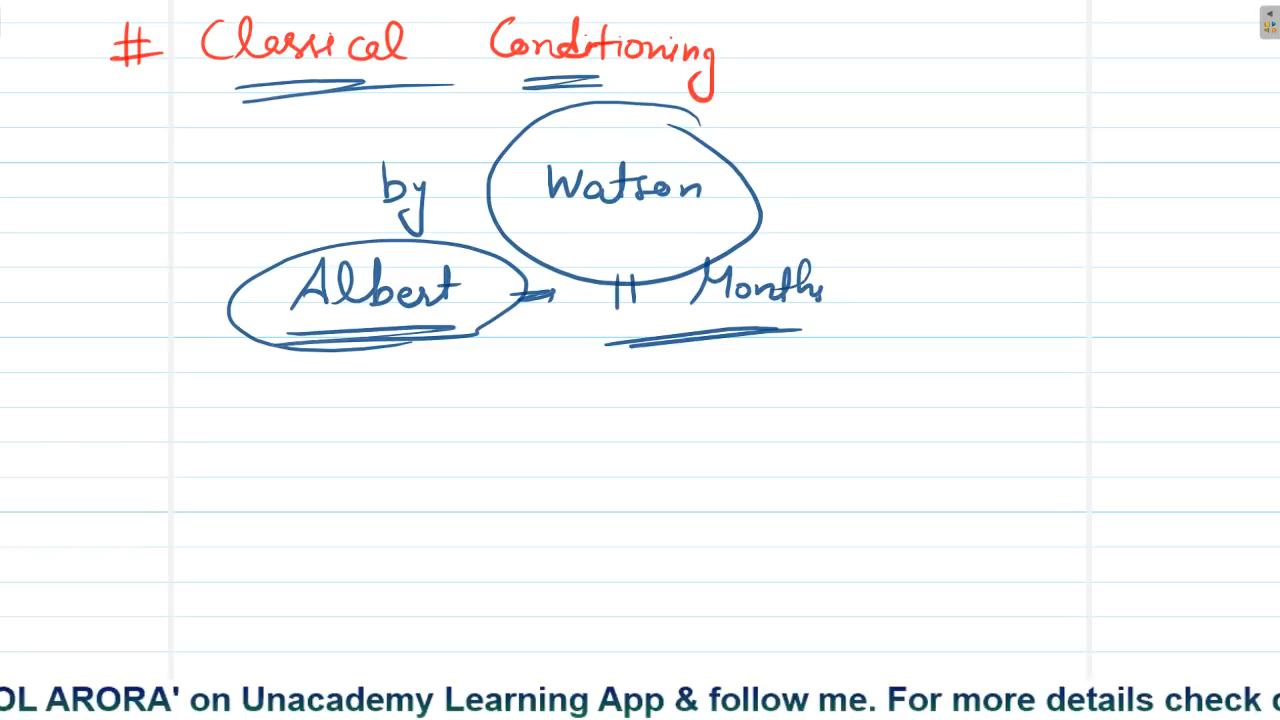 # Classical Conditioning
by Watson
Albert → 11 Months
OL ARORA' on Unacademy Learning App & follow me. For more details check